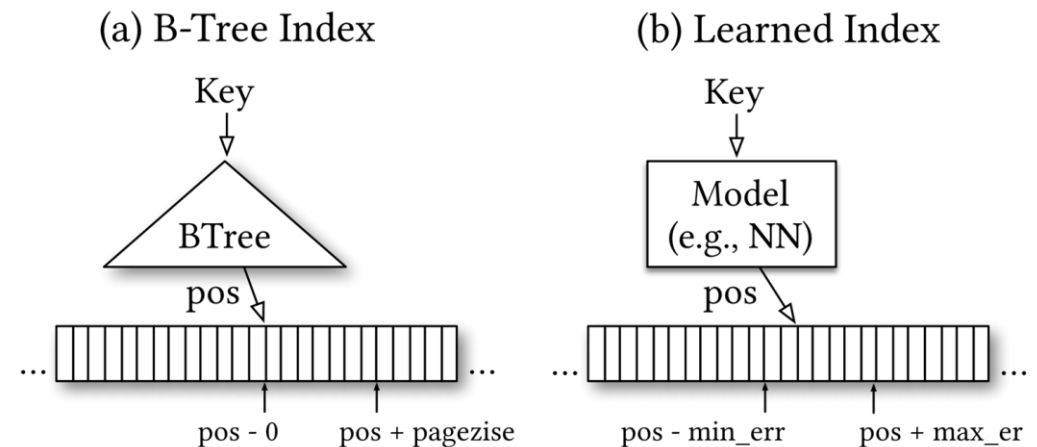 (a) B-Tree Index
Key
BTree
pos
...
...
pos - 0
pos + pagezise
(b) Learned Index
Key
Model
(e.g., NN)
pos
...
...
pos - min_err
pos + max_er